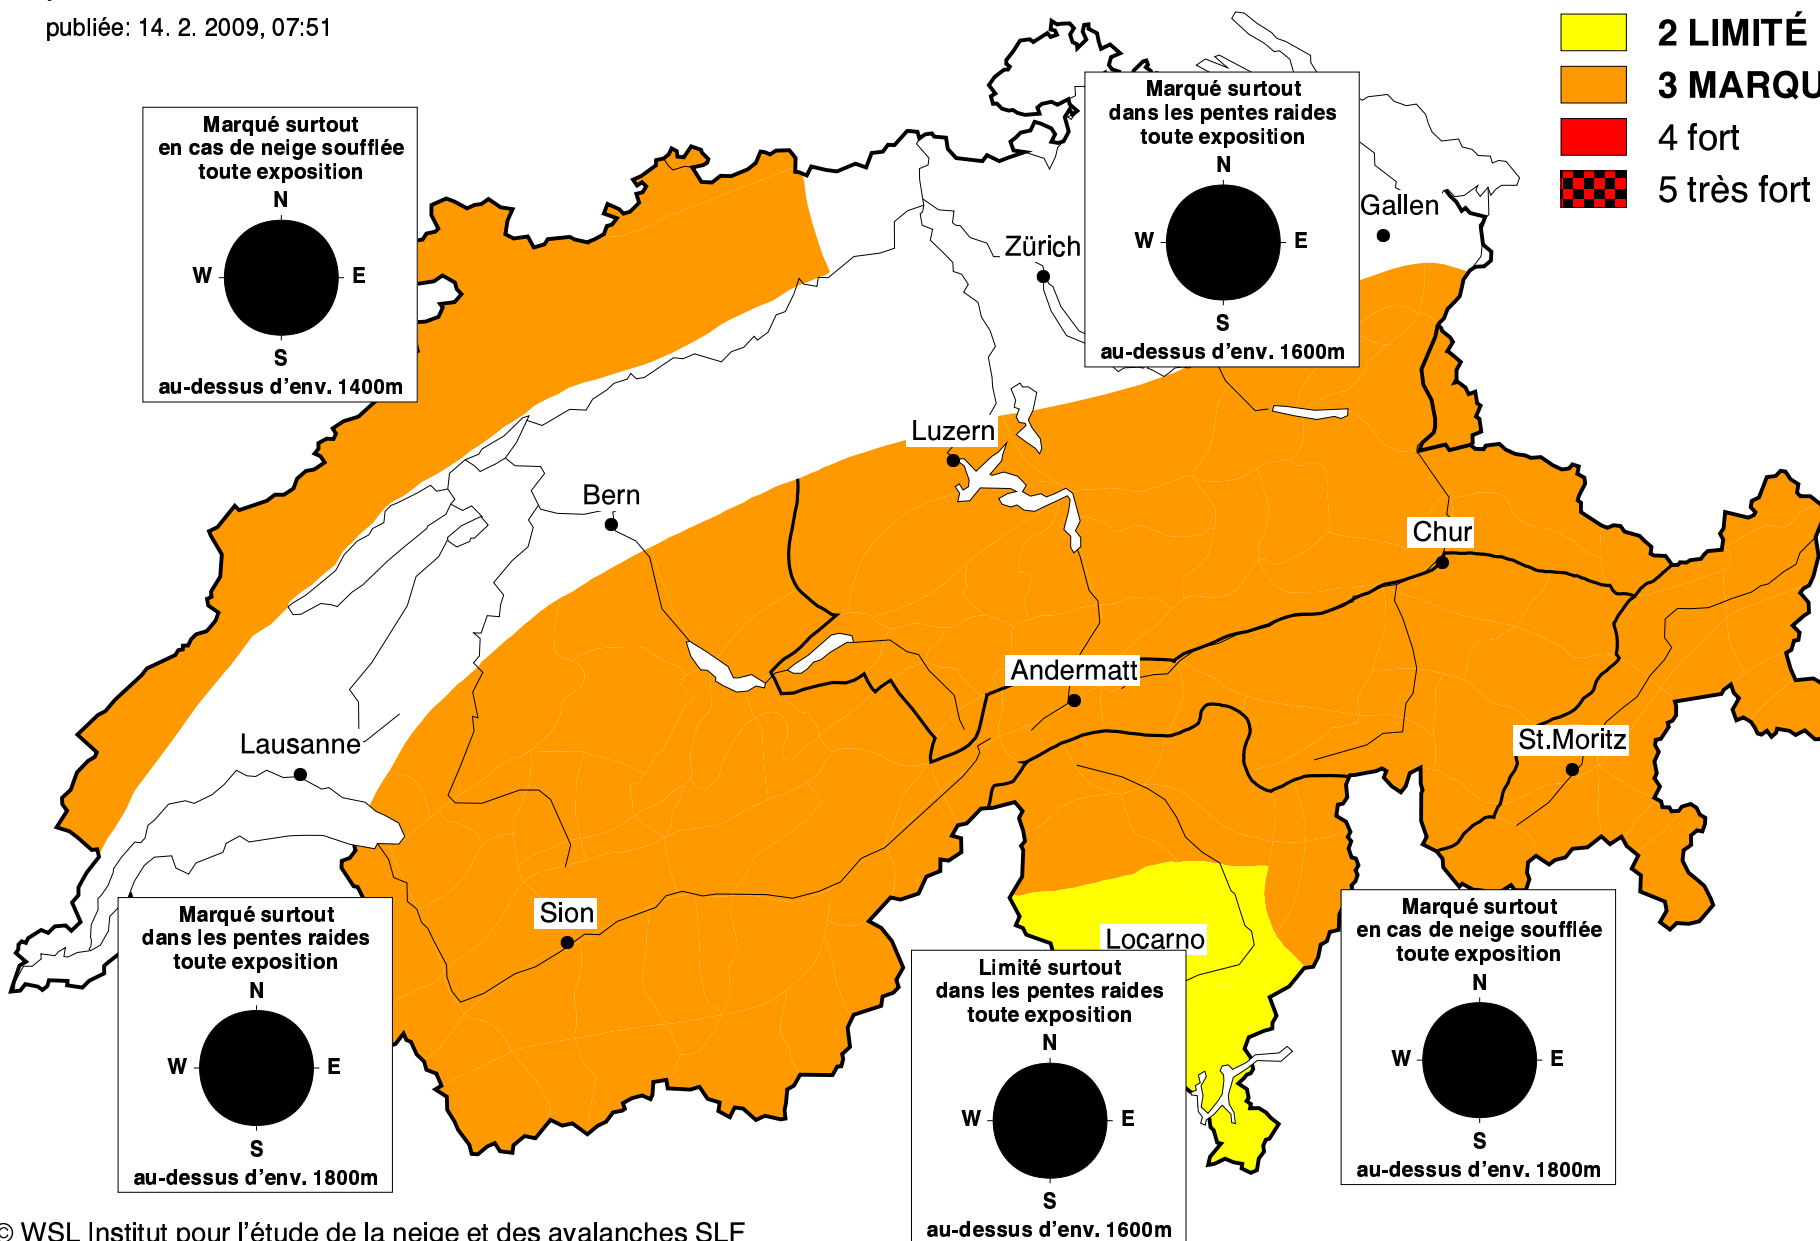 publiée: 14. 2. 2009, 07:51
2 LIMITÉ
3 MARQU
4 fort
5 très fort
Marqué surtout
en cas de neige soufflée
toute exposition
N
W E
S
au-dessus d'env. 1400m
Marqué surtout
dans les pentes raides
toute exposition
N
W E
S
au-dessus d'env. 1600m
Gallen
Zürich
Luzern
Bern
Chur
Andermatt
Lausanne
St.Moritz
Sion
Locarno
Marqué surtout
dans les pentes raides
toute exposition
N
W E
S
au-dessus d'env. 1800m
Limité surtout
dans les pentes raides
toute exposition
N
W E
S
au-dessus d'env. 1600m
Marqué surtout
en cas de neige soufflée
toute exposition
N
W E
S
au-dessus d'env. 1800m
© WSL Institut pour l'étude de la neige et des avalanches SLF